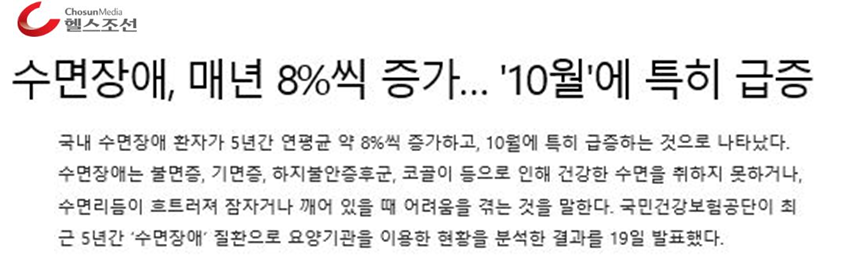 ChosunMedia
헬스조선
수면장애, 매년 8%씩 증가... '10월'에 특히 급증
국내 수면장애 환자가 5년간 연평균 약 8%씩 증가하고, 10월에 특히 급증하는 것으로 나타났다.
수면장애는 불면증, 기면증, 하지불안증후군, 코골이 등으로 인해 건강한 수면을 취하지 못하거나,
수면리듬이 흐트러져 잠자거나 깨어 있을 때 어려움을 겪는 것을 말한다. 국민건강보험공단이 최
근 5년간 '수면장애' 질환으로 요양기관을 이용한 현황을 분석한 결과를 19일 발표했다.